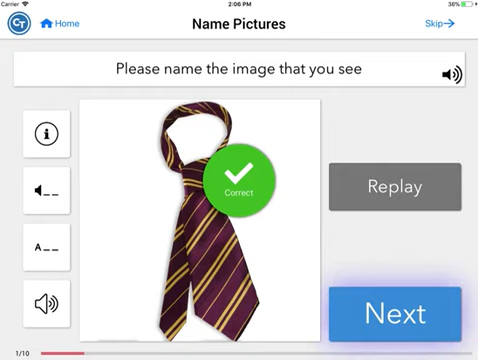 Carrier
2:06 PM
36%
CT
Home
Name Pictures
Skip
Please name the image that you see
i
A _ _
Correct
Replay
Next
1/10